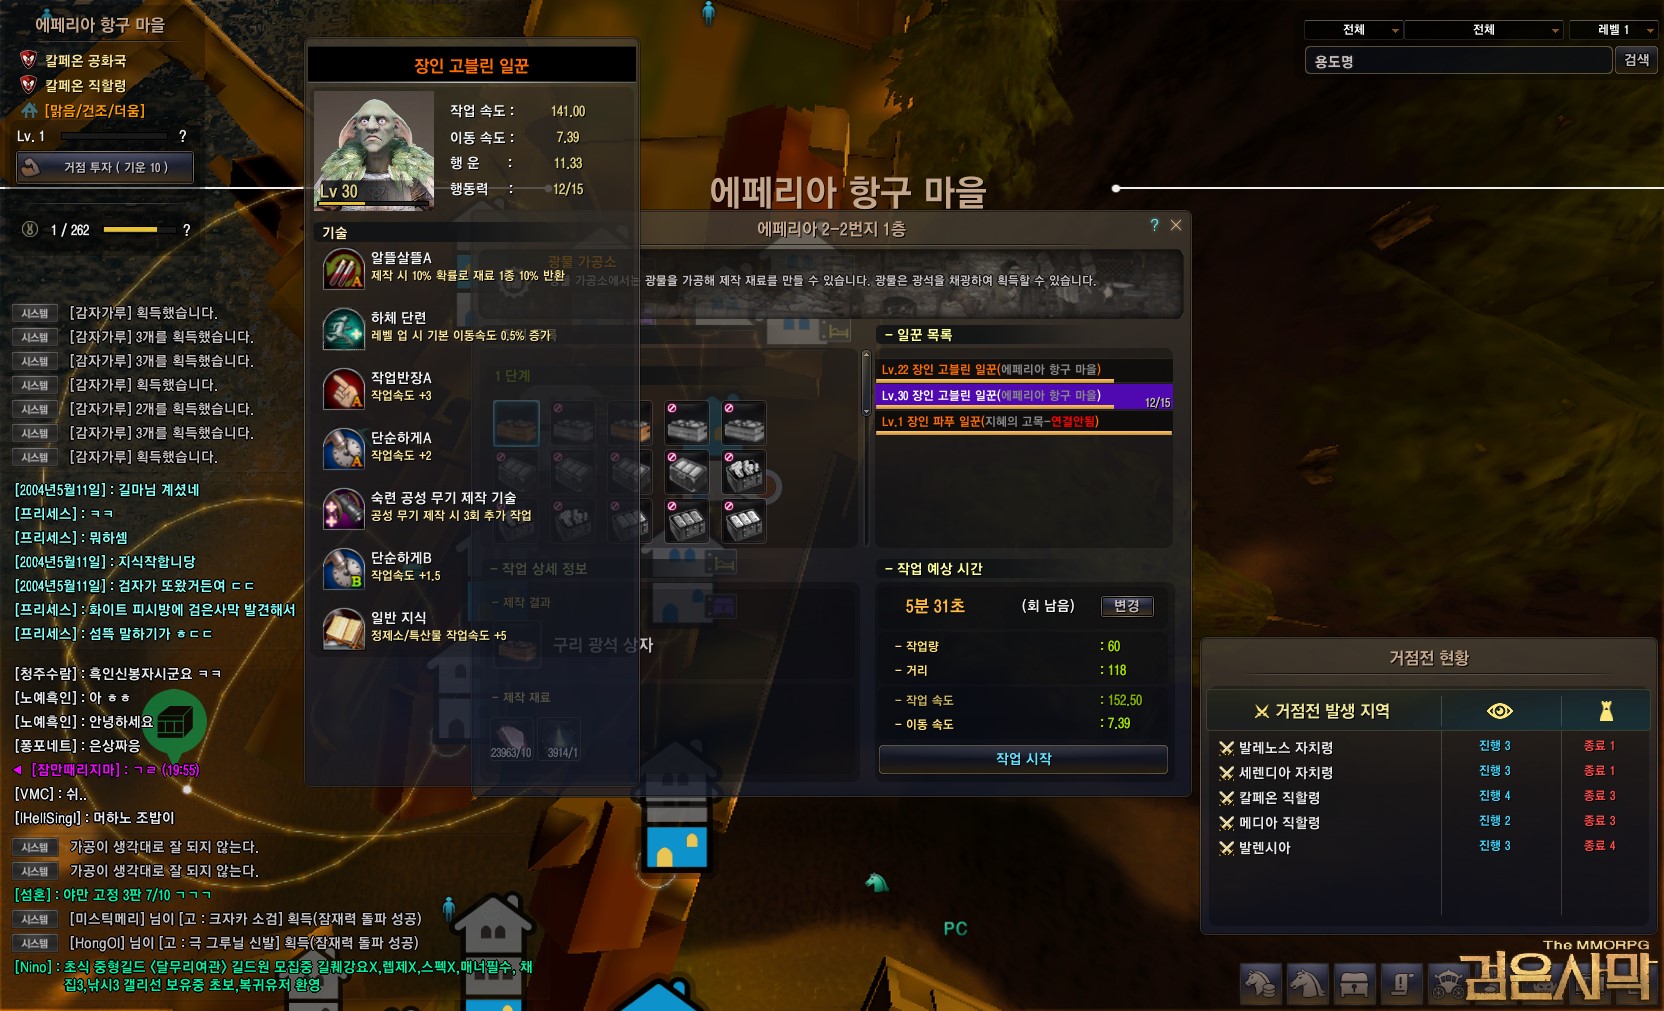 에페리아 항구 마을
칼페온 공화국
칼페온 직할령
[맑음/건조/더움]
Lv. 1 ?
거점 투자 ( 기운 10 )
1 / 262 ?
전체 전체 레벨 1
용도명 검색
장인 고블린 일꾼
작업 속도 : 141.00
이동 속도 : 7.39
행 운 : 11.33
행동력 : 12/15
Lv 30
기술
알뜰살뜰A
제작 시 10% 확률로 재료 1종 10% 반환
하체 단련
레벨 업 시 기본 이동속도 0.5% 증가
작업반장A
작업속도 +3
단순하게A
작업속도 +2
숙련 공성 무기 제작 기술
공성 무기 제작 시 3회 추가 작업
단순하게B
작업속도 +1.5
일반 지식
정제소/특산물 작업속도 +5
에페리아 항구 마을
에페리아 2-2번지 1층
?
광물 가공소
광물 가공소에서는 광물을 가공해 제작 재료를 만들 수 있습니다. 광물은 광석을 채광하여 획득할 수 있습니다.
1 단계
- 작업 상세 정보
- 제작 결과
구리 광석 상자
- 제작 재료
23963/10 3914/1
- 일꾼 목록
Lv.22 장인 고블린 일꾼(에페리아 항구 마을)
Lv.30 장인 고블린 일꾼(에페리아 항구 마을) 12/15
Lv.1 장인 파푸 일꾼(지혜의 고목-연결안됨)
- 작업 예상 시간
5분 31초 (회 남음) 변경
- 작업량 : 60
- 거리 : 118
- 작업 속도 : 152.50
- 이동 속도 : 7.39
작업 시작
시스템 [감자가루] 획득했습니다.
시스템 [감자가루] 3개를 획득했습니다.
시스템 [감자가루] 3개를 획득했습니다.
시스템 [감자가루] 획득했습니다.
시스템 [감자가루] 2개를 획득했습니다.
시스템 [감자가루] 3개를 획득했습니다.
시스템 [감자가루] 획득했습니다.
[2004년5월11일] : 길마님 계셨네
[프리세스] : ㅋㅋ
[프리세스] : 뭐하셈
[2004년5월11일] : 지식작합니당
[2004년5월11일] : 검자가 또왔거든여 ㄷㄷ
[프리세스] : 화이트 피시방에 검은사막 발견해서
[프리세스] : 섬뜩 말하기가 ㅎㄷㄷ
[청주수람] : 흑인신봉자시군요 ㅋㅋ
[노예흑인] : 아 ㅎㅎ
[노예흑인] : 안녕하세요
[퐁포네트] : 은상짜응
◀ [잠만때리지마] : ㄱㄹ (19:55)
[VMC] : 쉬..
[IHellSingI] : 머하노 조밥이
시스템 가공이 생각대로 잘 되지 않는다.
시스템 가공이 생각대로 잘 되지 않는다.
[섬혼] : 야만 고정 3판 7/10 ㄱㄱㄱ
시스템 [미스틱메리] 님이 [고 : 크자카 소검] 획득(잠재력 돌파 성공)
시스템 [HongOl] 님이 [고 : 극 그루닐 신발] 획득(잠재력 돌파 성공)
[Nino] : 초식 중형길드 <달무리여관> 길드원 모집중 길퀘강요X,렙제X,스펙X,매너필수, 채
집3,낚시3 갤리선 보유중 초보,복귀유저 환영
PC
거점전 현황
거점전 발생 지역
발레노스 자치령 진행 3 종료 1
세렌디아 자치령 진행 3 종료 1
칼페온 직할령 진행 4 종료 3
메디아 직할령 진행 2 종료 3
발렌시아 진행 3 종료 4
The MMORPG
검은사막